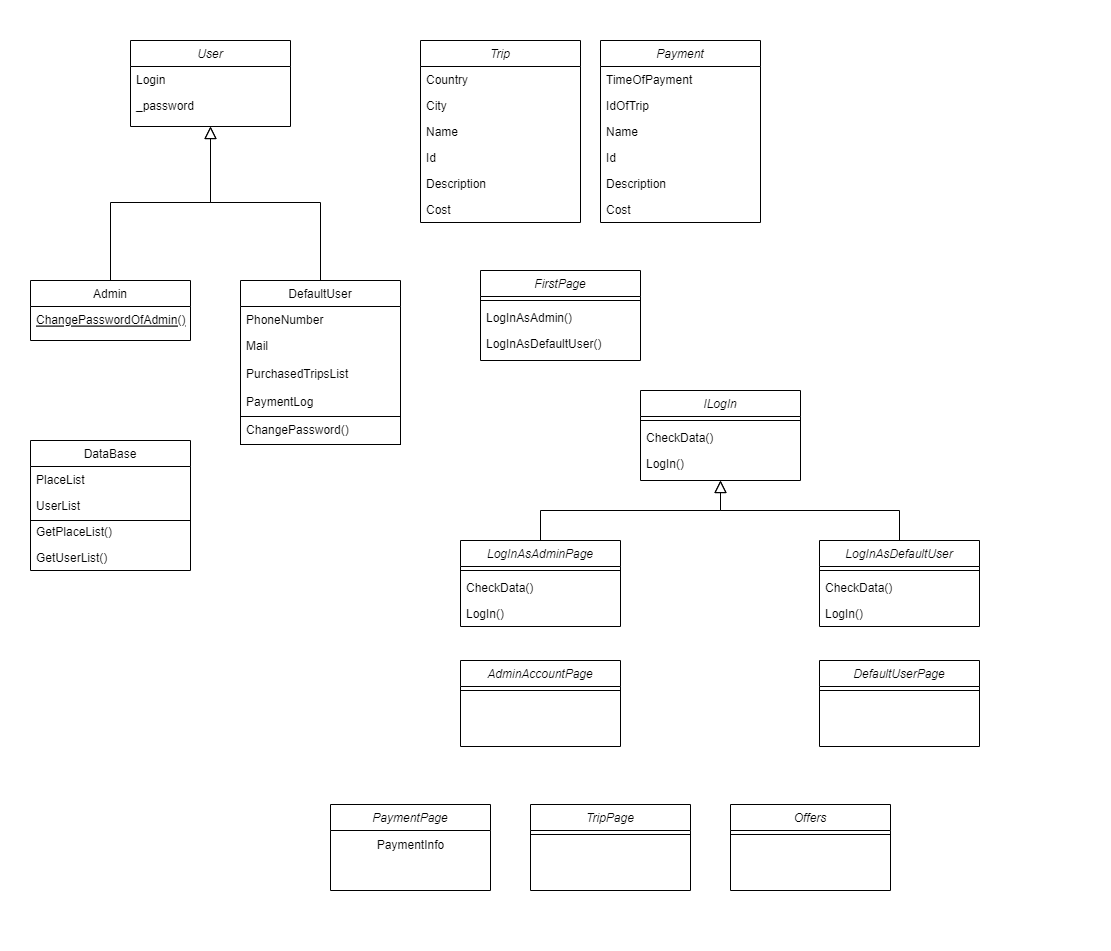 User
Login
_password
Trip
Country
City
Name
Id
Description
Cost
Payment
TimeOfPayment
IdOfTrip
Name
Id
Description
Cost
Admin
ChangePasswordOfAdmin()
DefaultUser
PhoneNumber
Mail
PurchasedTripsList
PaymentLog
ChangePassword()
FirstPage
LogInAsAdmin()
LogInAsDefaultUser()
ILogIn
CheckData()
LogIn()
DataBase
PlaceList
UserList
GetPlaceList()
GetUserList()
LogInAsAdminPage
CheckData()
LogIn()
LogInAsDefaultUser
CheckData()
LogIn()
AdminAccountPage
DefaultUserPage
PaymentPage
PaymentInfo
TripPage
Offers